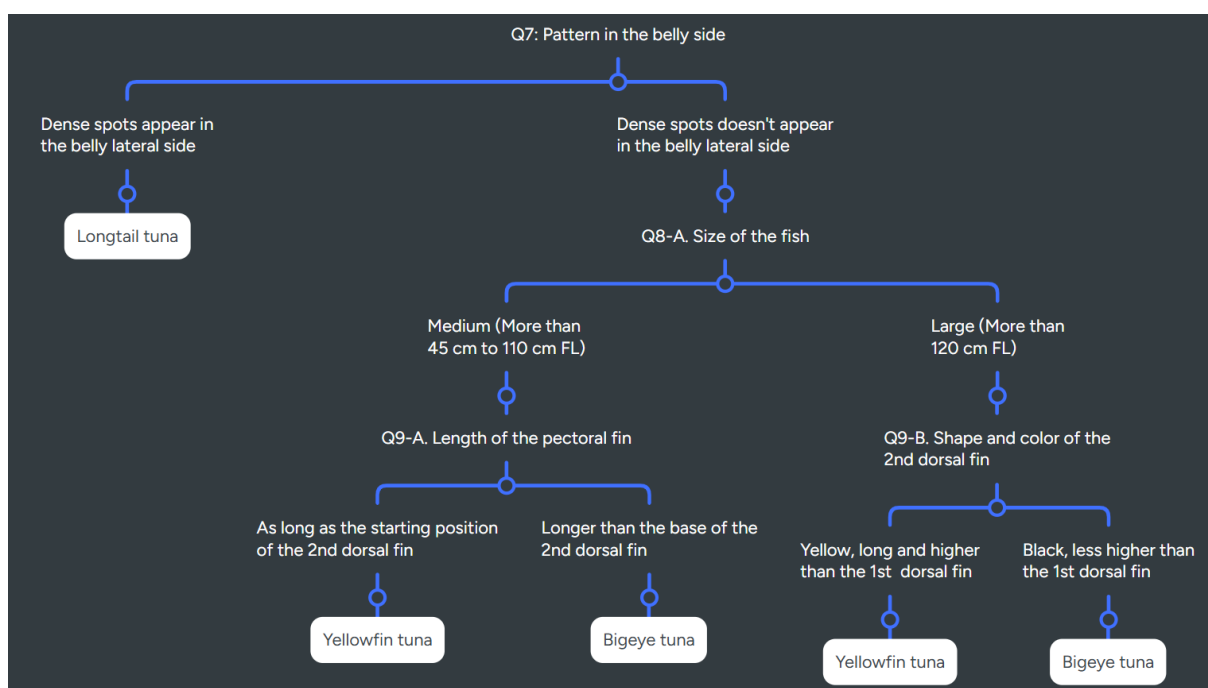 Q7: Pattern in the belly side
Dense spots appear in
the belly lateral side
Dense spots doesn't appear
in the belly lateral side
Longtail tuna
Q8-A. Size of the fish
Medium (More than
45 cm to 110 cm FL)
Large (More than
120 cm FL)
Q9-A. Length of the pectoral fin
Q9-B. Shape and color of the
2nd dorsal fin
As long as the starting position
of the 2nd dorsal fin
Longer than the base of the
2nd dorsal fin
Yellow, long and higher
than the 1st dorsal fin
Black, less higher than
the 1st dorsal fin
Yellowfin tuna
Bigeye tuna
Yellowfin tuna
Bigeye tuna